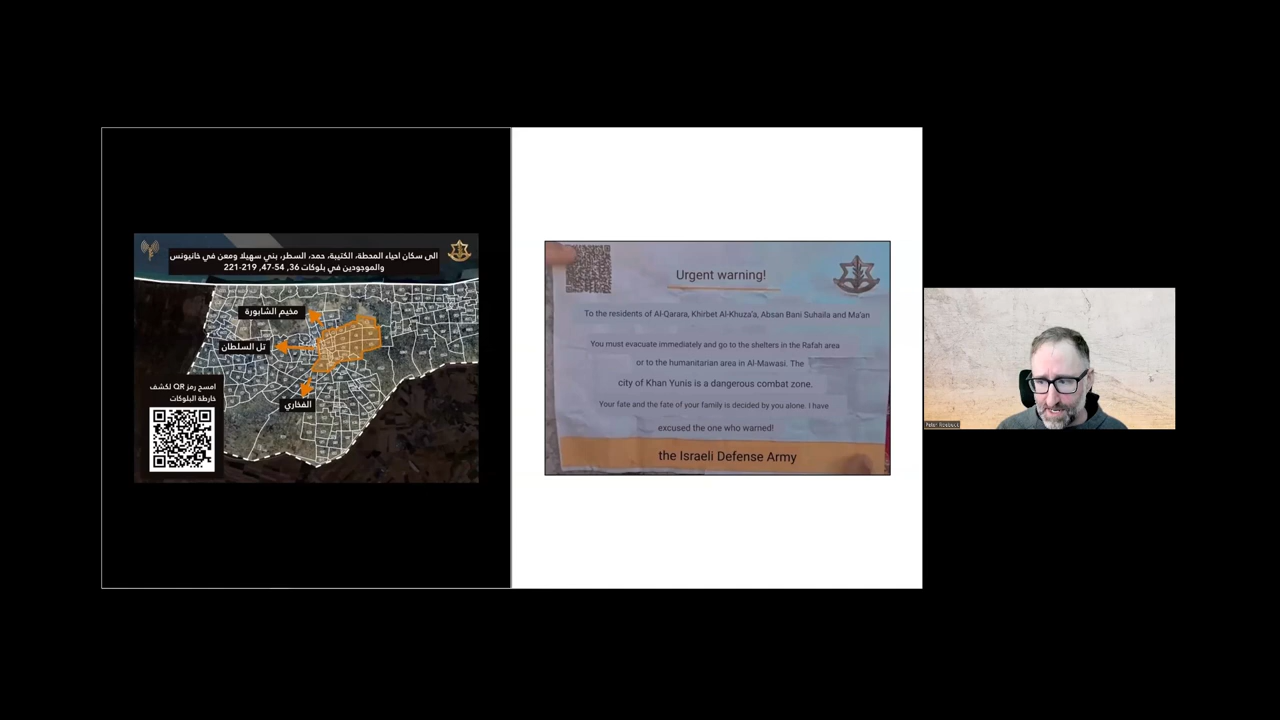 الى سكان احياء المحطة، الكتيبة، حمد، السطر، بني سهيلا ومعن في خانيونس
والموجودين في بلوكات 36, 54-47, 219-221
مخيم الشابورة
تل السلطان
الفخاري
امسح رمز QR لكشف
خارطة البلوكات
Urgent warning!
To the residents of Al-Qarara, Khirbet Al-Khuza'a, Absan Bani Suhaila and Ma'an
You must evacuate immediately and go to the shelters in the Rafah area
or to the humanitarian area in Al-Mawasi. The
city of Khan Yunis is a dangerous combat zone.
Your fate and the fate of your family is decided by you alone. I have
excused the one who warned!
the Israeli Defense Army